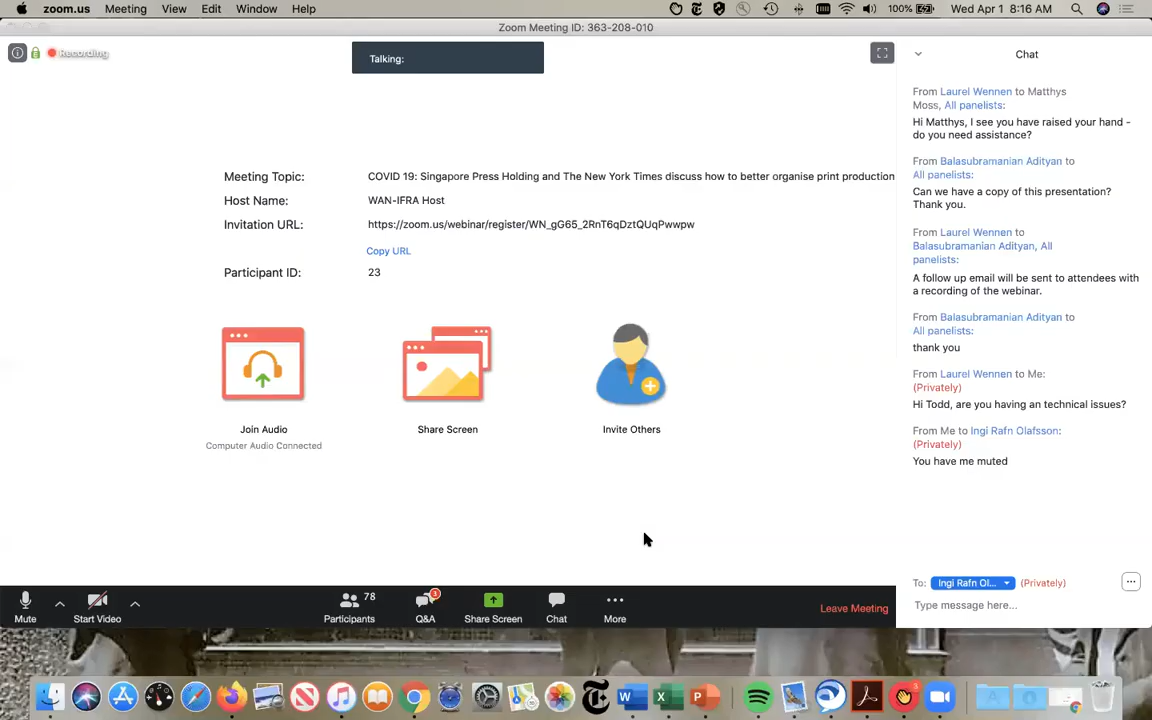 zoom.us Meeting View Edit Window Help 100% Wed Apr 1 8:16 AM
Zoom Meeting ID: 363-208-010
Recording
Talking:
Meeting Topic: COVID 19: Singapore Press Holding and The New York Times discuss how to better organise print production
Host Name: WAN-IFRA Host
Invitation URL: https://zoom.us/webinar/register/WN_gG65_2RnT6qDztQUqPwwpw
Copy URL
Participant ID: 23
Join Audio
Computer Audio Connected
Share Screen
Invite Others
Chat
From Laurel Wennen to Matthys
Moss, All panelists:
Hi Matthys, I see you have raised your hand -
do you need assistance?
From Balasubramanian Adityan to
All panelists:
Can we have a copy of this presentation?
Thank you.
From Laurel Wennen to
Balasubramanian Adityan, All
panelists:
A follow up email will be sent to attendees with
a recording of the webinar.
From Balasubramanian Adityan to
All panelists:
thank you
From Laurel Wennen to Me:
(Privately)
Hi Todd, are you having an technical issues?
From Me to Ingi Rafn Olafsson:
(Privately)
You have me muted
To: Ingi Rafn Ol... (Privately)
Type message here...
Mute
Start Video
78
Participants
3
Q&A
Share Screen
Chat
More
Leave Meeting